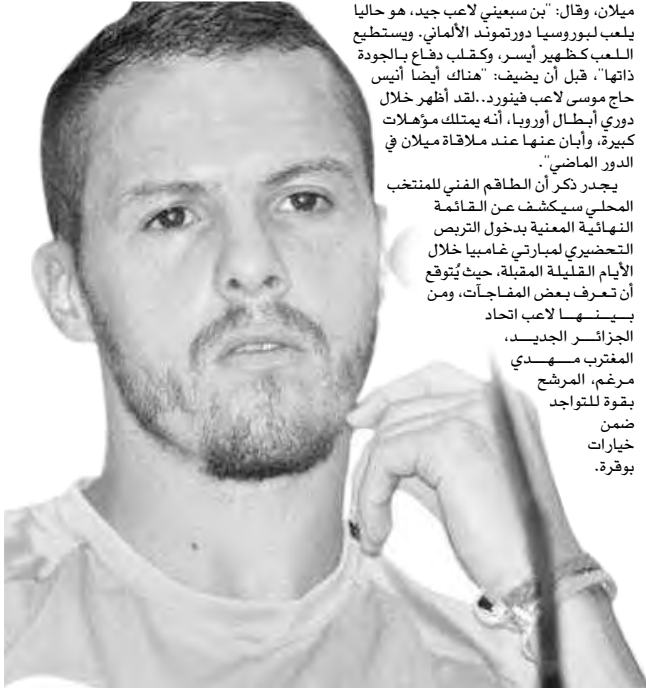 ميلان، وقال: "بن سبعيني لاعب جيد، هو حاليا
يلعب لبوروسيا دورتموند الألماني. ويستطيع
اللعب كظهير أيسر، وكقلب دفاع بالجودة
ذاتها"، قبل أن يضيف: "هناك أيضا أنيس
حاج موسى لاعب فينورد..لقد أظهر خلال
دوري أبطال أوروبا، أنه يمتلك مؤهلات
كبيرة، وأبان عنها عند ملاقاة ميلان في
الدور الماضي".
يجدر ذكر أن الطاقم الفني للمنتخب
المحلي سيكشف عن القائمة
النهائية المعنية بدخول التربص
التحضيري لمبارتي غامبيا خلال
الأيام القليلة المقبلة، حيث يُتوقع
أن تعرف بعض المفاجآت، ومن
بينها لاعب اتحاد
الجزائر الجديد،
المغترب مهدي
مرغم، المرشح
بقوة للتواجد
ضمن
خيارات
بوقرة.